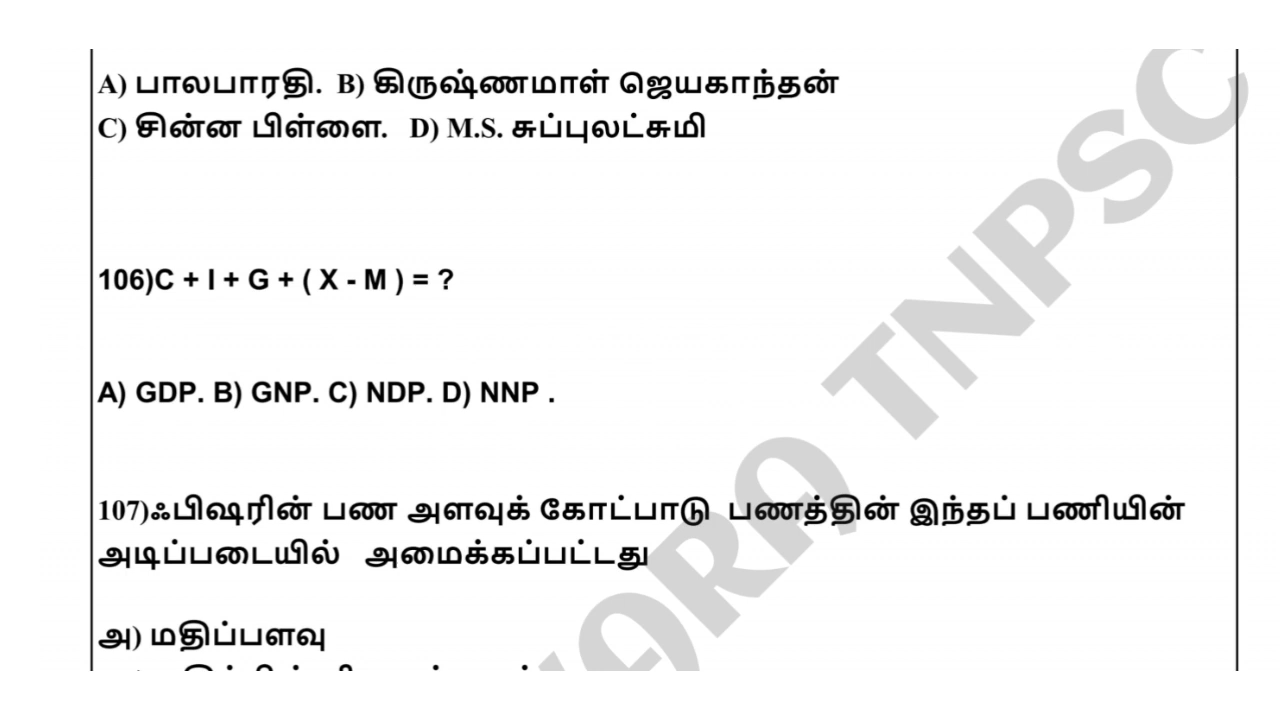 A) பாலபாரதி. B) கிருஷ்ணமாள் ஜெயகாந்தன்
C) சின்ன பிள்ளை. D) M.S. சுப்புலட்சுமி
106)C + I + G + ( X - M ) = ?
A) GDP. B) GNP. C) NDP. D) NNP .
107)ஃபிஷரின் பண அளவுக் கோட்பாடு பணத்தின் இந்தப் பணியின்
அடிப்படையில் அமைக்கப்பட்டது
அ) மதிப்பளவு
TNPSC